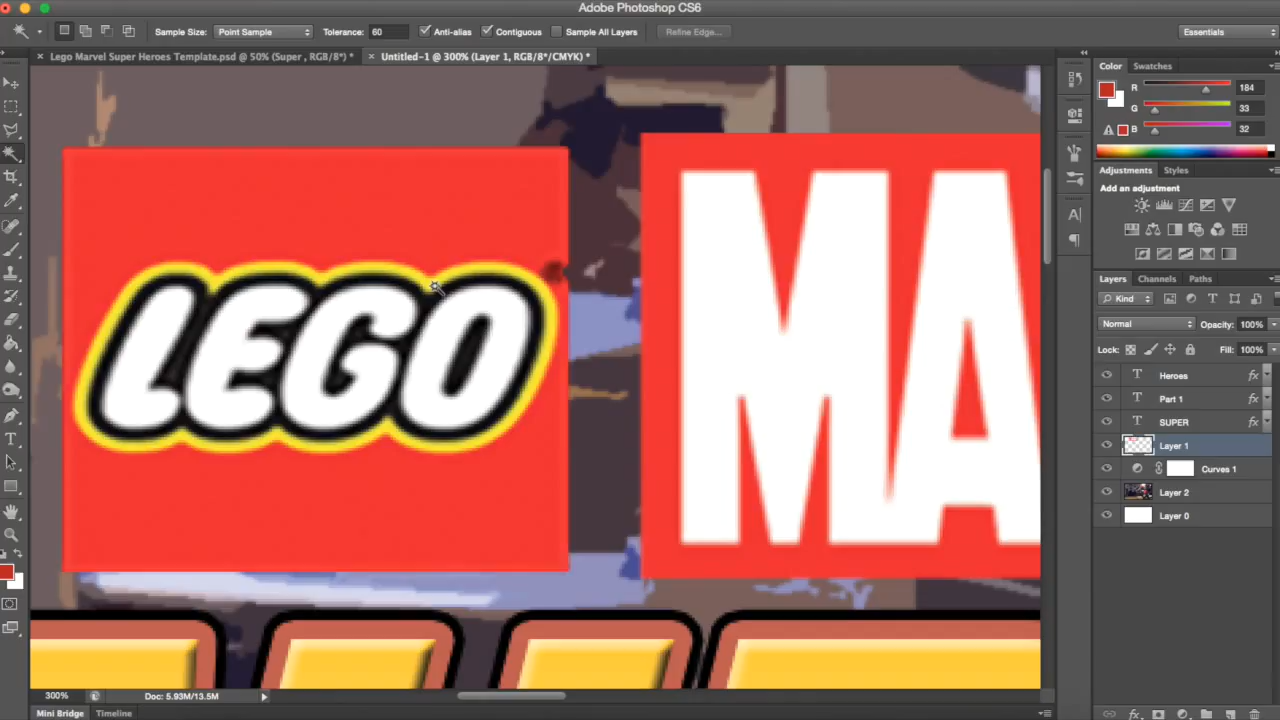 Adobe Photoshop CS6
Sample Size: Point Sample Tolerance: 60 Anti-alias Contiguous Sample All Layers Refine Edge... Essentials
Lego Marvel Super Heroes Template.psd @ 50% (Super , RGB/8*) * Untitled-1 @ 300% (Layer 1, RGB/8*/CMYK) *
Color Swatches
R 184
G 33
B 32
Adjustments Styles
Add an adjustment
LEGO
MA
Layers Channels Paths
Kind
Normal Opacity: 100%
Lock: Fill: 100%
Heroes fx
Part 1 fx
SUPER fx
Layer 1
Curves 1
Layer 2
Layer 0
300% Doc: 5.93M/13.5M
Mini Bridge Timeline